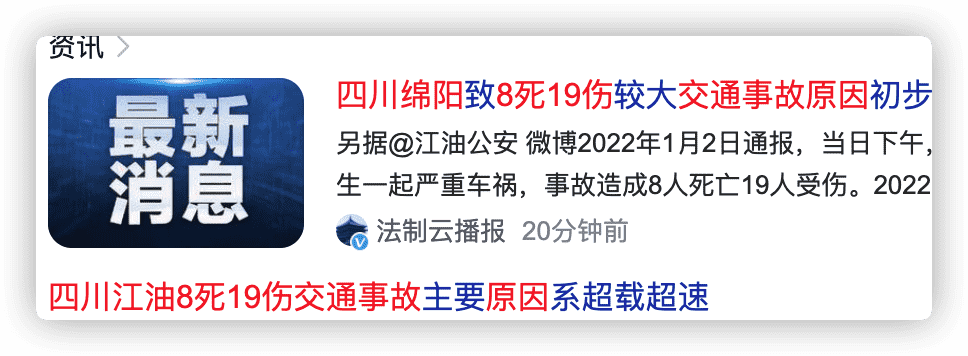 资讯
最新
消息
四川绵阳致8死19伤较大交通事故原因初步
另据@江油公安 微博2022年1月2日通报，当日下午，
生一起严重车祸，事故造成8人死亡19人受伤。2022
法制云播报 20分钟前
四川江油8死19伤交通事故主要原因系超载超速